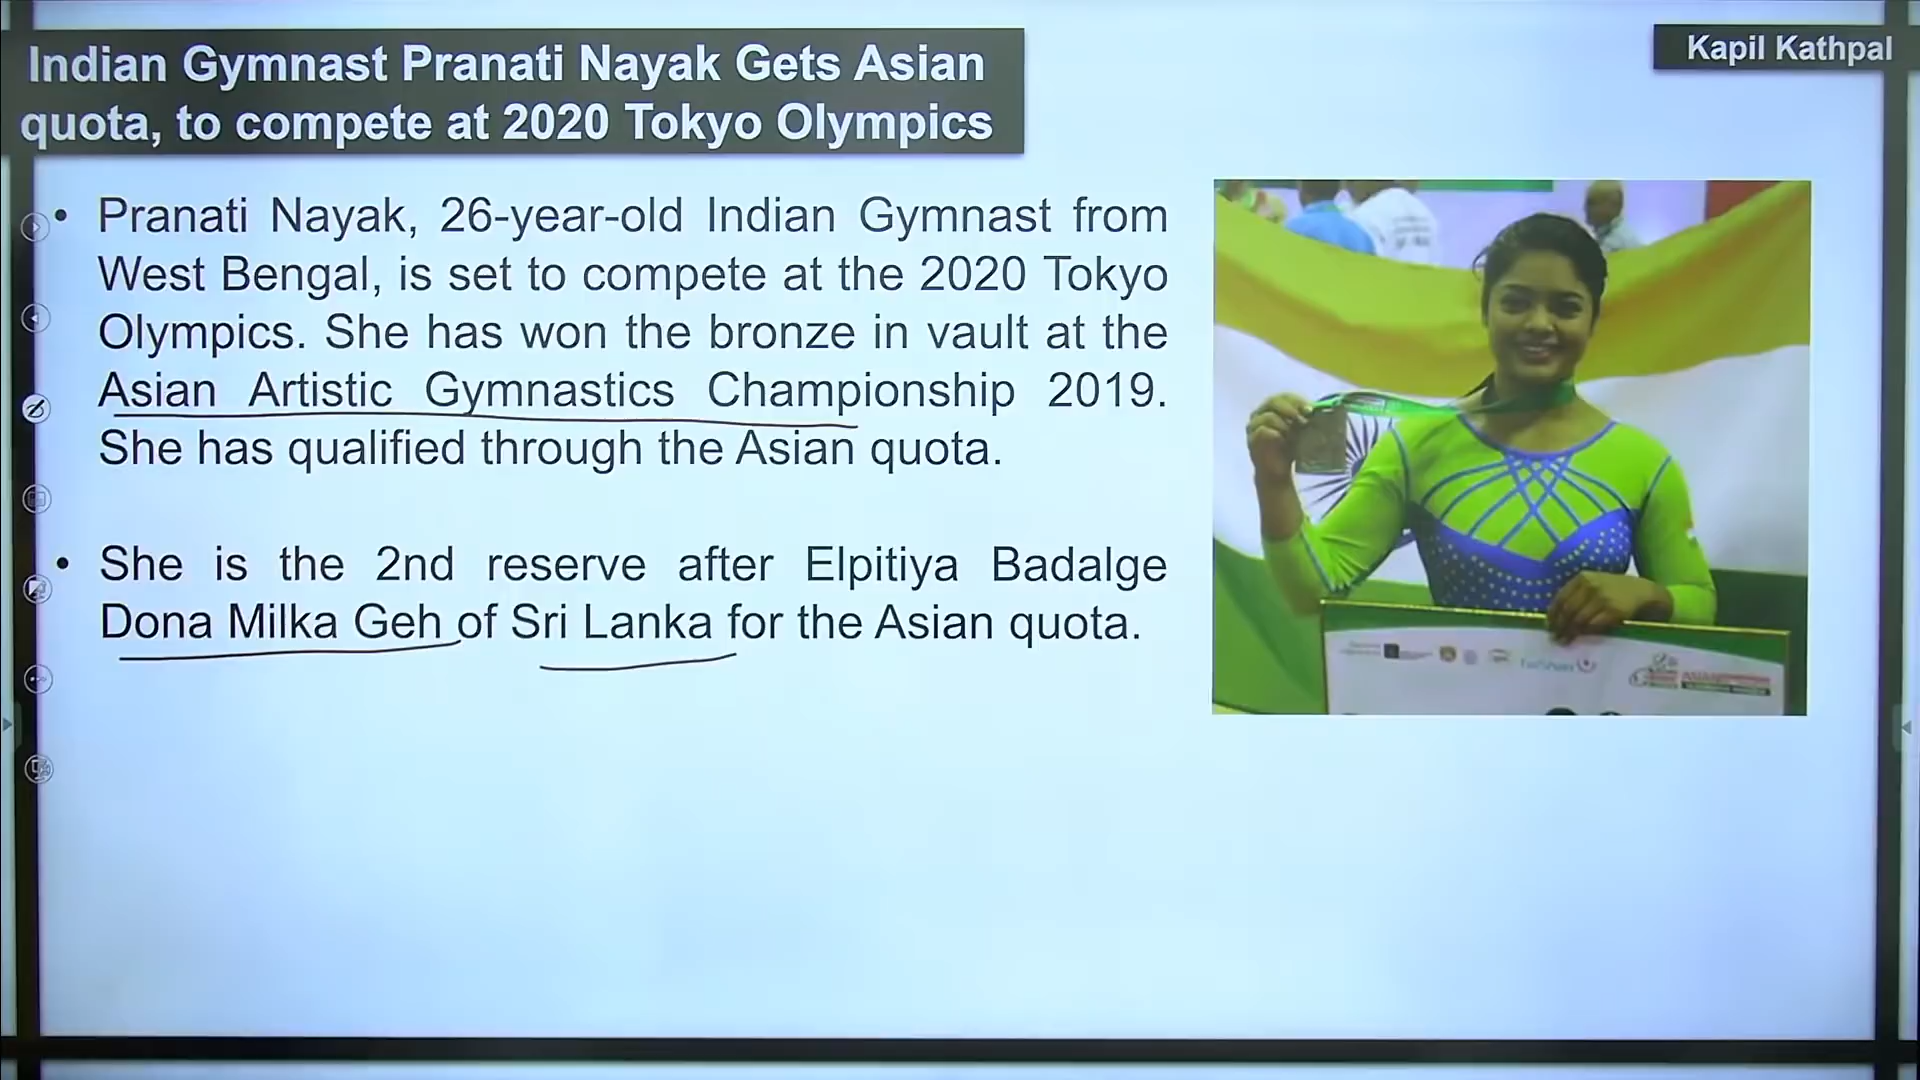 Indian Gymnast Pranati Nayak Gets Asian
quota, to compete at 2020 Tokyo Olympics
Kapil Kathpal
• Pranati Nayak, 26-year-old Indian Gymnast from
West Bengal, is set to compete at the 2020 Tokyo
Olympics. She has won the bronze in vault at the
Asian Artistic Gymnastics Championship 2019.
She has qualified through the Asian quota.
• She is the 2nd reserve after Elpitiya Badalge
Dona Milka Geh of Sri Lanka for the Asian quota.